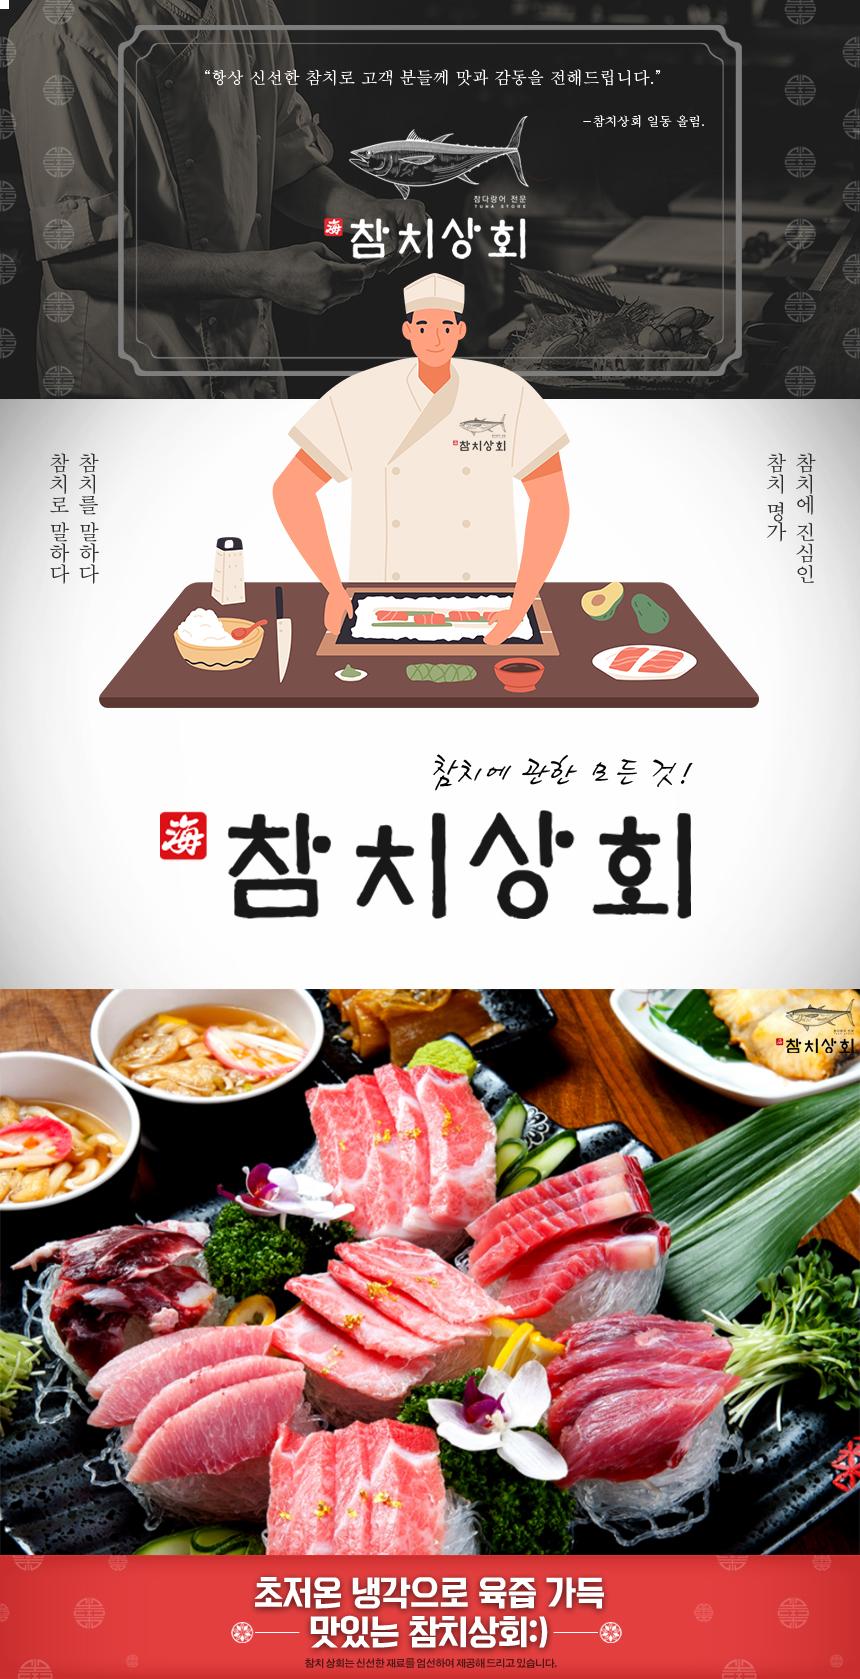 “항상 신선한 참치로 고객 분들께 맛과 감동을 전해드립니다.”
-참치상회 일동 올림.
참다랑어 전문
TUNA STORE
海 참치상회
海 참치상회
참치를 말하다
참치로 말하다
참치에 진심인
참치 명가
참치에 관한 모든 것!
海 참치상회
海 참치상회
초저온 냉각으로 육즙 가득
맛있는 참치상회:)
참치 상회는 신선한 재료를 엄선하여 제공해 드리고 있습니다.